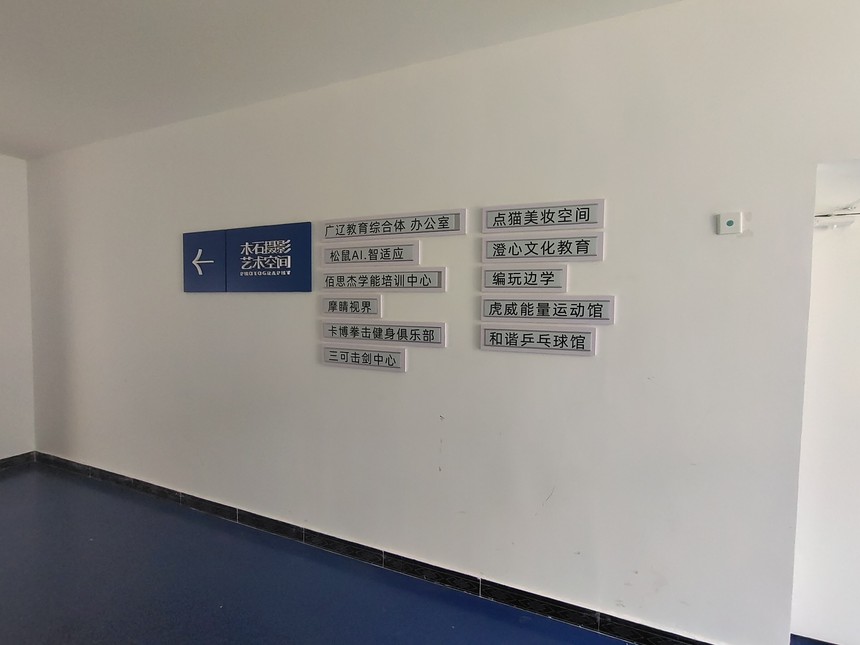 木石摄影
艺术空间
PHOTOGRAPHY
广辽教育综合体 办公室
松鼠AI.智适应
佰思杰学能培训中心
摩睛视界
卡博拳击健身俱乐部
三可击剑中心
点猫美妆空间
澄心文化教育
编玩边学
虎威能量运动馆
和谐乒乓球馆